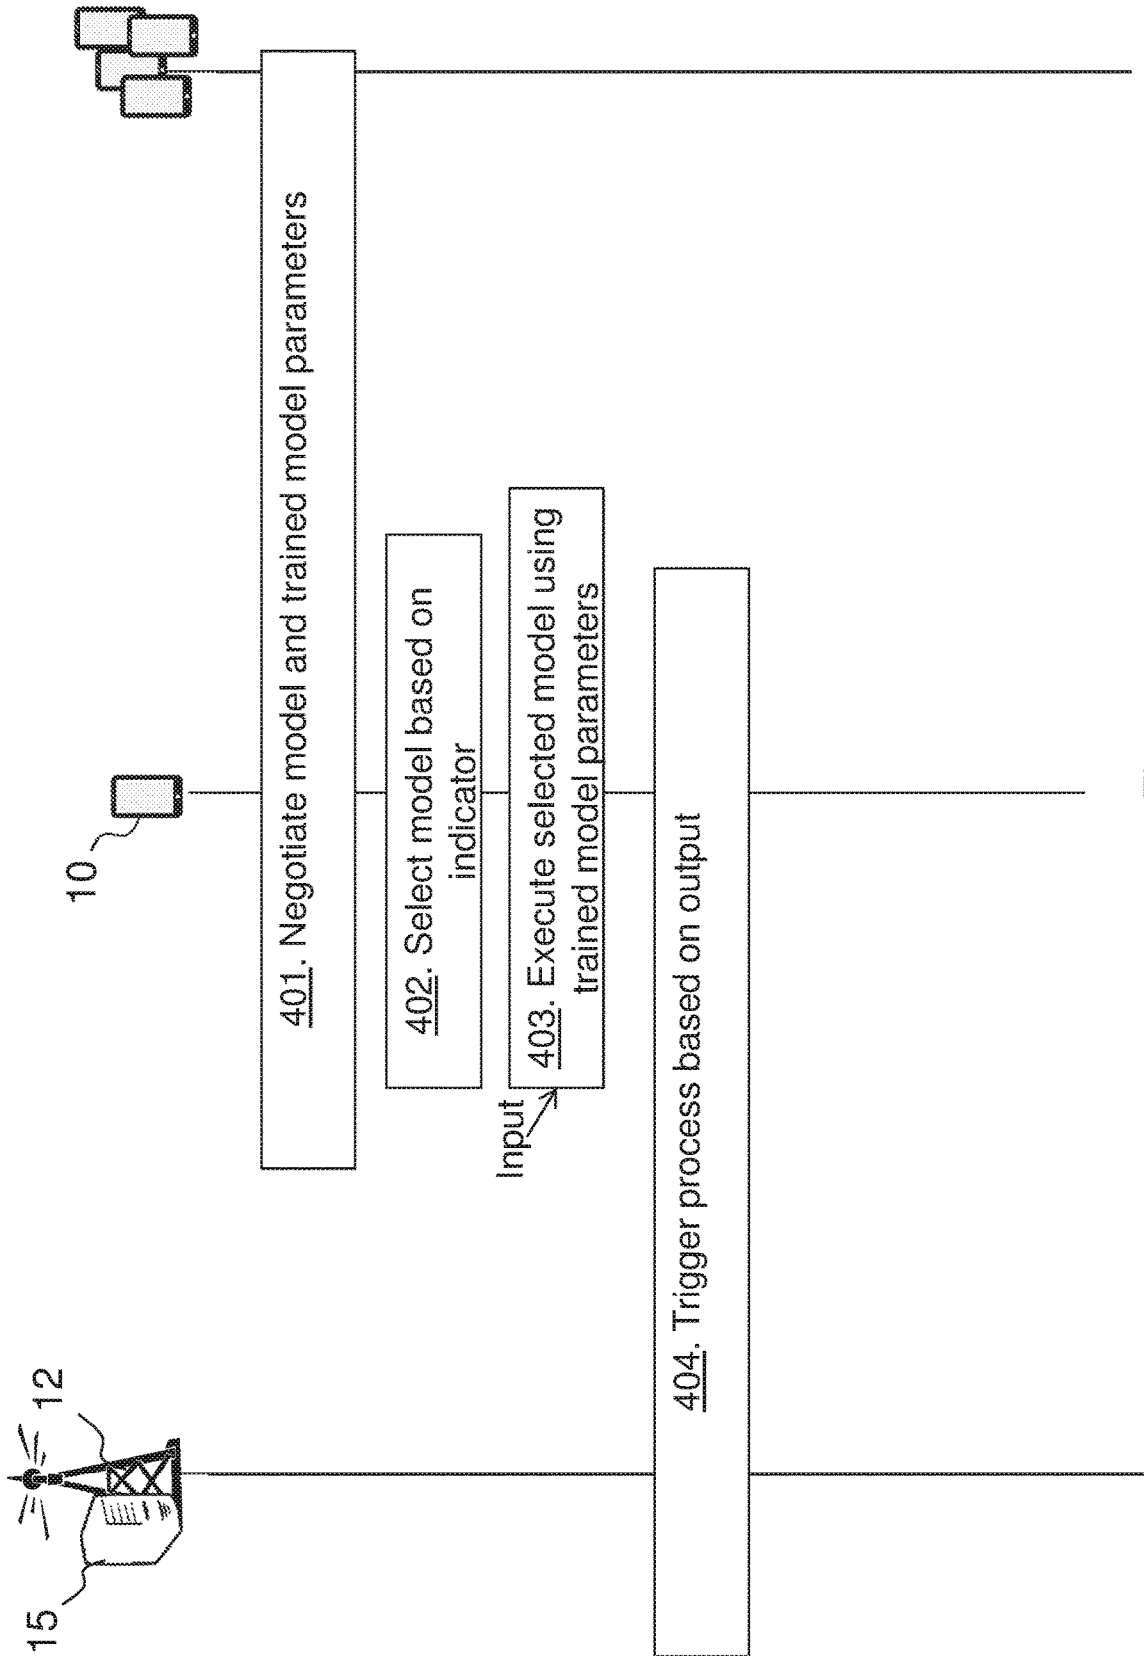 15
12
10
401. Negotiate model and trained model parameters
402. Select model based on
indicator
Input
403. Execute selected model using
trained model parameters
404. Trigger process based on output